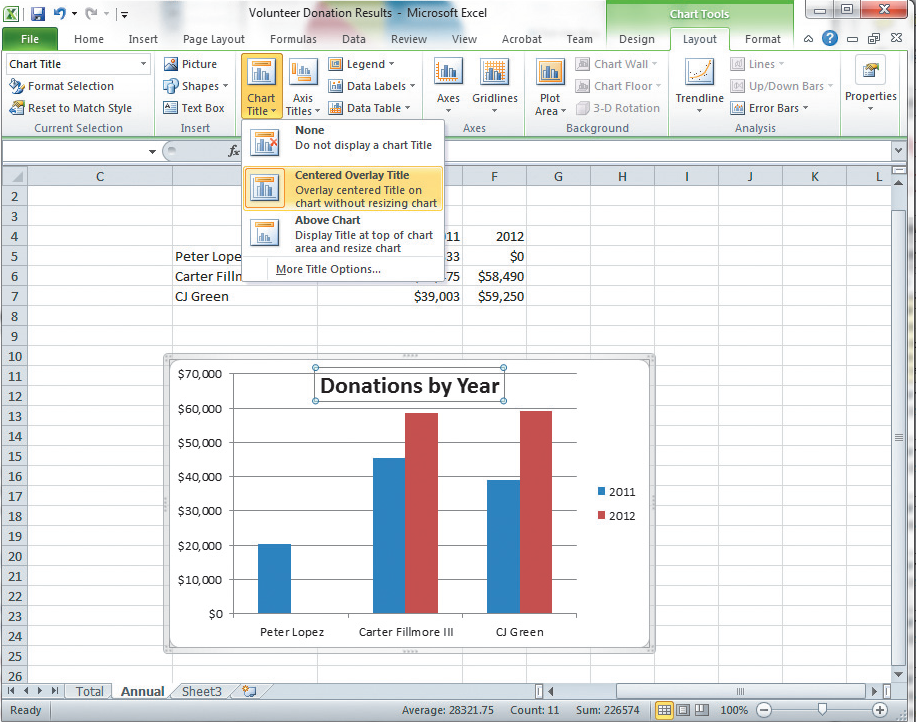 Volunteer Donation Results - Microsoft Excel
Chart Tools
File Home Insert Page Layout Formulas Data Review View Acrobat Team Design Layout Format
Chart Title
Format Selection
Reset to Match Style
Current Selection
Picture
Shapes
Text Box
Insert
Chart
Title
Axis
Titles
Legend
Data Labels
Data Table
Axes
Gridlines
Axes
Plot
Area
Chart Wall
Chart Floor
3-D Rotation
Background
Trendline
Lines
Up/Down Bars
Error Bars
Analysis
Properties
None
Do not display a chart Title
Centered Overlay Title
Overlay centered Title on
chart without resizing chart
Above Chart
Display Title at top of chart
area and resize chart
More Title Options...
fx
C F G H I J K L
2
3
4 11 2012
5 Peter Lope 33 $0
6 Carter Filln 475 $58,490
7 CJ Green $39,003 $59,250
8
9
10
11
12
13
14
15
16
17
18
19
20
21
22
23
24
25
26
Donations by Year
$70,000
$60,000
$50,000
$40,000
$30,000
$20,000
$10,000
$0
Peter Lopez Carter Fillmore III CJ Green
2011
2012
Total Annual Sheet3
Ready Average: 28321.75 Count: 11 Sum: 226574 100%